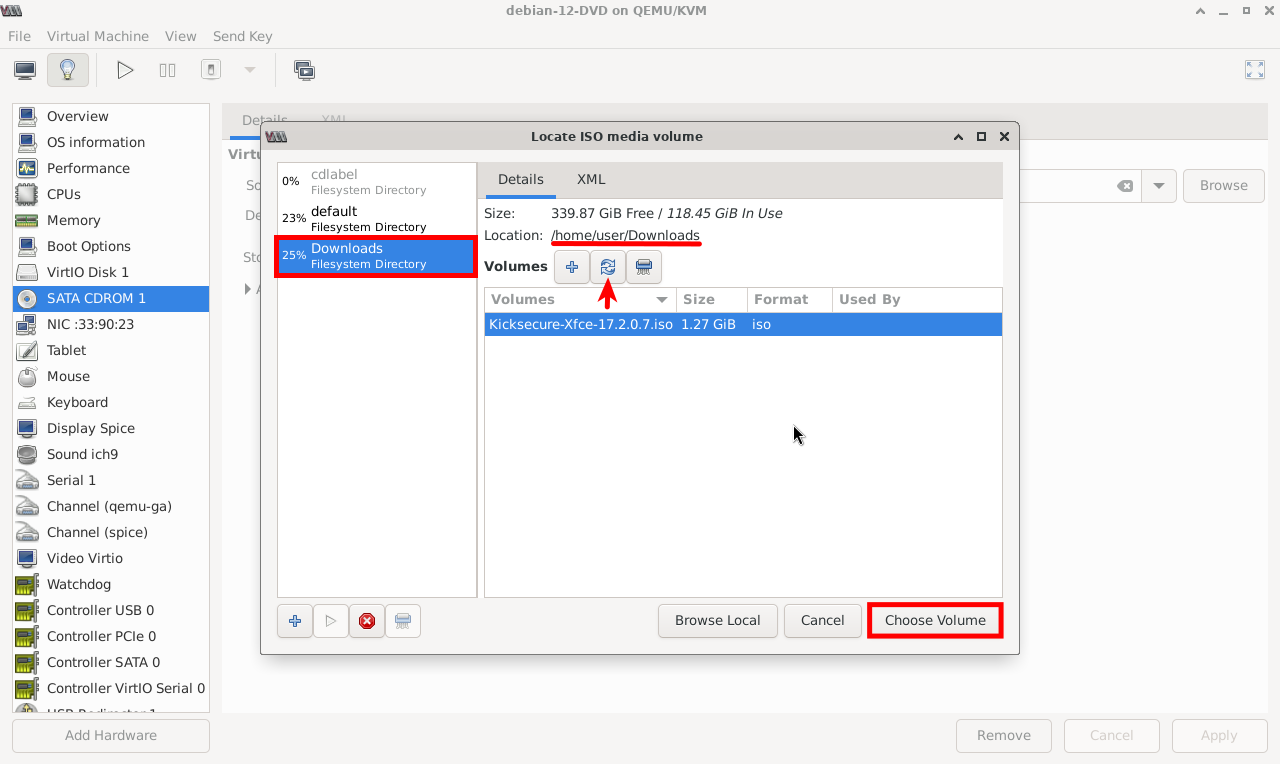 debian-12-DVD on QEMU/KVM
File Virtual Machine View Send Key
Overview
OS information
Performance
CPUs
Memory
Boot Options
VirtIO Disk 1
SATA CDROM 1
NIC :33:90:23
Tablet
Mouse
Keyboard
Display Spice
Sound ich9
Serial 1
Channel (qemu-ga)
Channel (spice)
Video Virtio
Watchdog
Controller USB 0
Controller PCIe 0
Controller SATA 0
Controller VirtIO Serial 0
Add Hardware
Details XML
Browse
Locate ISO media volume
0% cdlabel
Filesystem Directory
23% default
Filesystem Directory
25% Downloads
Filesystem Directory
Details XML
Size: 339.87 GiB Free / 118.45 GiB In Use
Location: /home/user/Downloads
Volumes
Volumes Size Format Used By
Kicksecure-Xfce-17.2.0.7.iso 1.27 GiB iso
Browse Local Cancel Choose Volume
Remove Cancel Apply